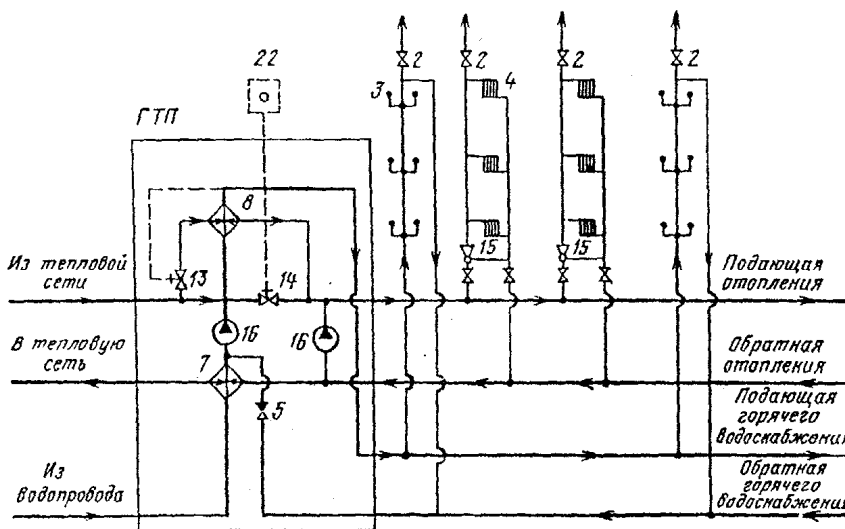 22
2
2
2
2
3
4
ГТП
8
15
15
Из тепловой
сети
13
14
Подающая
отопления
16
16
В тепловую
сеть
7
Обратная
отопления
5
Подающая
горячего
водоснабжения
Из
водопровода
Обратная
горячего
водоснабжения